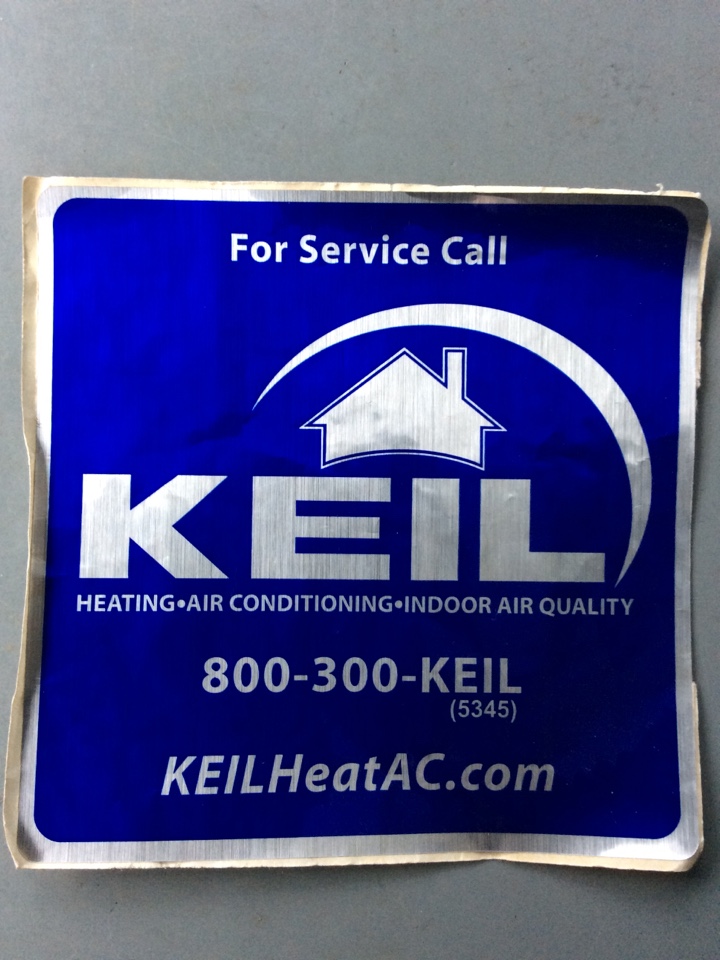 For Service Call
KEIL
HEATING•AIR CONDITIONING•INDOOR AIR QUALITY
800-300-KEIL
(5345)
KEILHeatAC.com